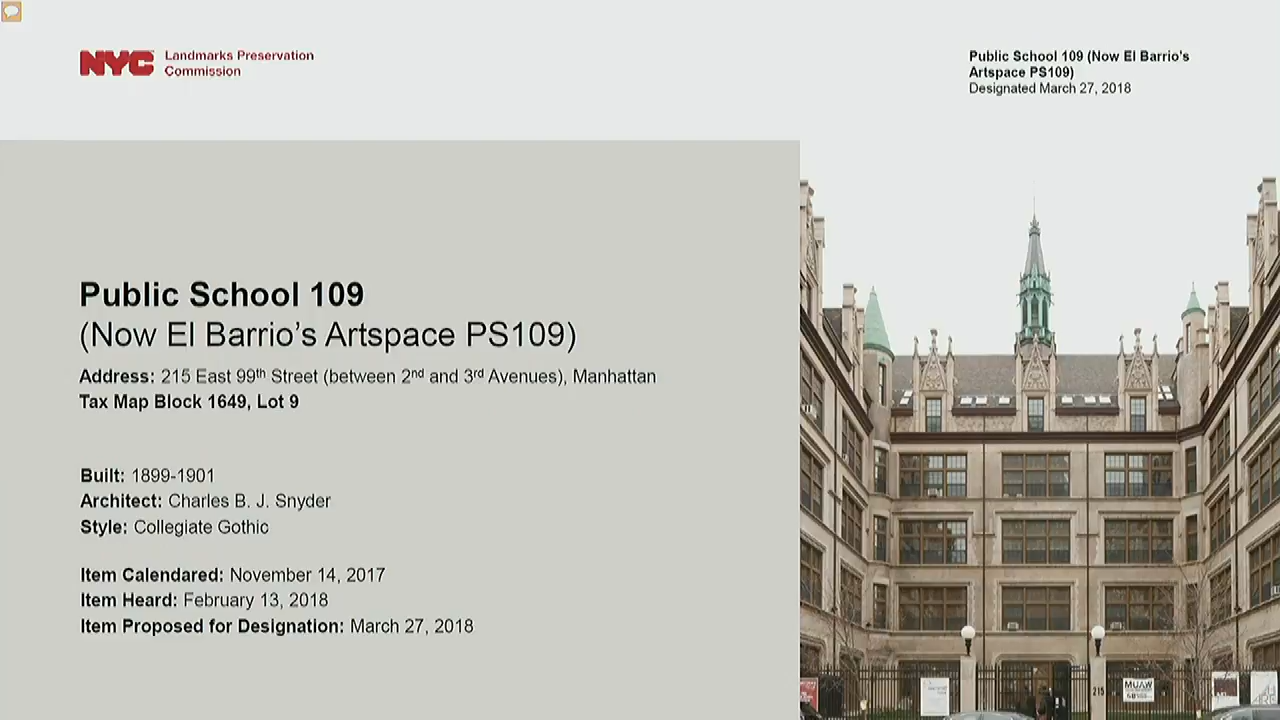 NYC Landmarks Preservation
Commission
Public School 109 (Now El Barrio's
Artspace PS109)
Designated March 27, 2018
Public School 109
(Now El Barrio’s Artspace PS109)
Address: 215 East 99th Street (between 2nd and 3rd Avenues), Manhattan
Tax Map Block 1649, Lot 9
Built: 1899-1901
Architect: Charles B. J. Snyder
Style: Collegiate Gothic
Item Calendared: November 14, 2017
Item Heard: February 13, 2018
Item Proposed for Designation: March 27, 2018
215